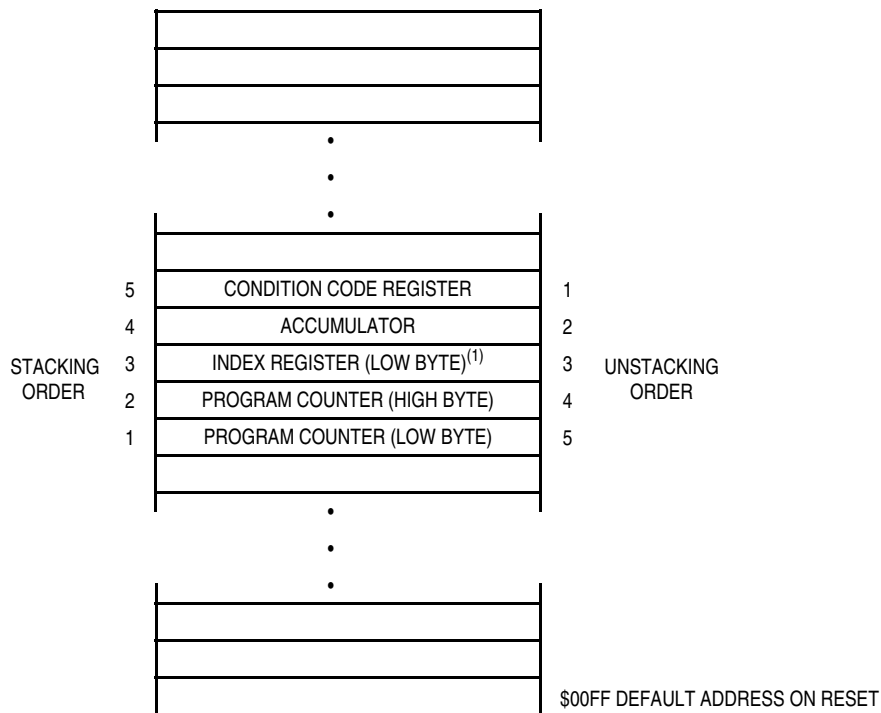 5 CONDITION CODE REGISTER 1
4 ACCUMULATOR 2
STACKING ORDER
3 INDEX REGISTER (LOW BYTE)(1) 3
UNSTACKING ORDER
2 PROGRAM COUNTER (HIGH BYTE) 4
1 PROGRAM COUNTER (LOW BYTE) 5
$00FF DEFAULT ADDRESS ON RESET